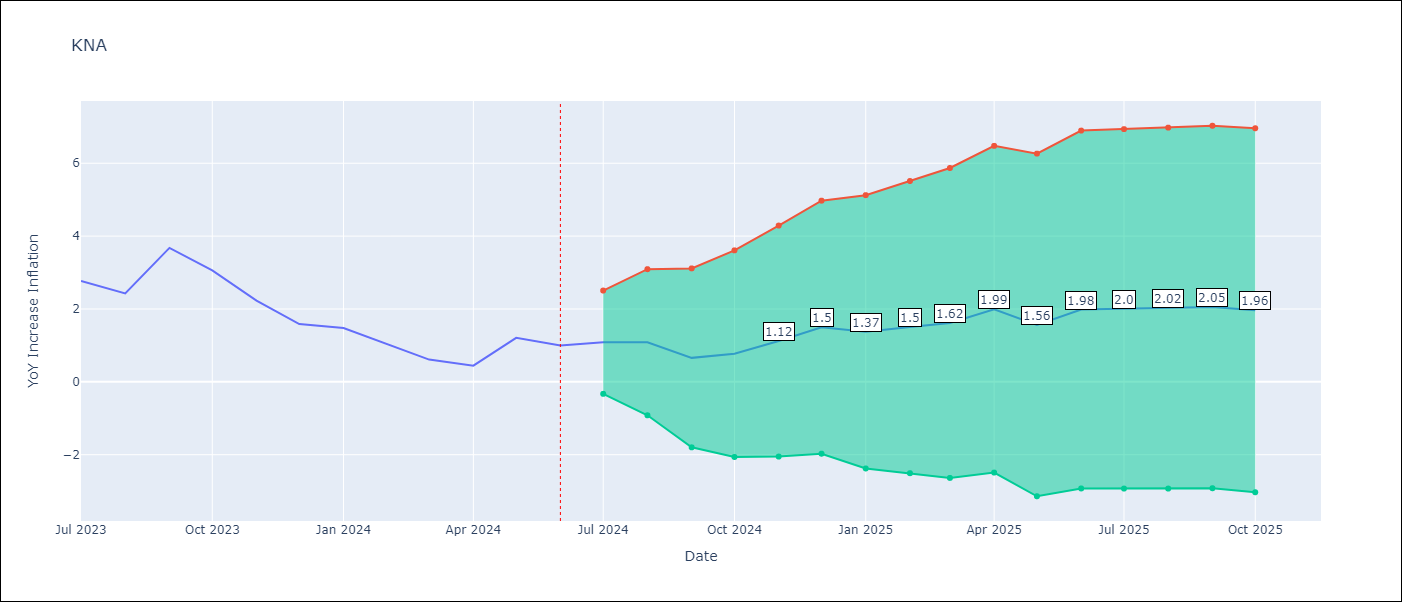 KNA
YoY Increase Inflation
6
4
2
0
−2
1.12
1.5
1.37
1.5
1.62
1.99
1.56
1.98
2.0
2.02
2.05
1.96
Jul 2023
Oct 2023
Jan 2024
Apr 2024
Jul 2024
Oct 2024
Jan 2025
Apr 2025
Jul 2025
Oct 2025
Date